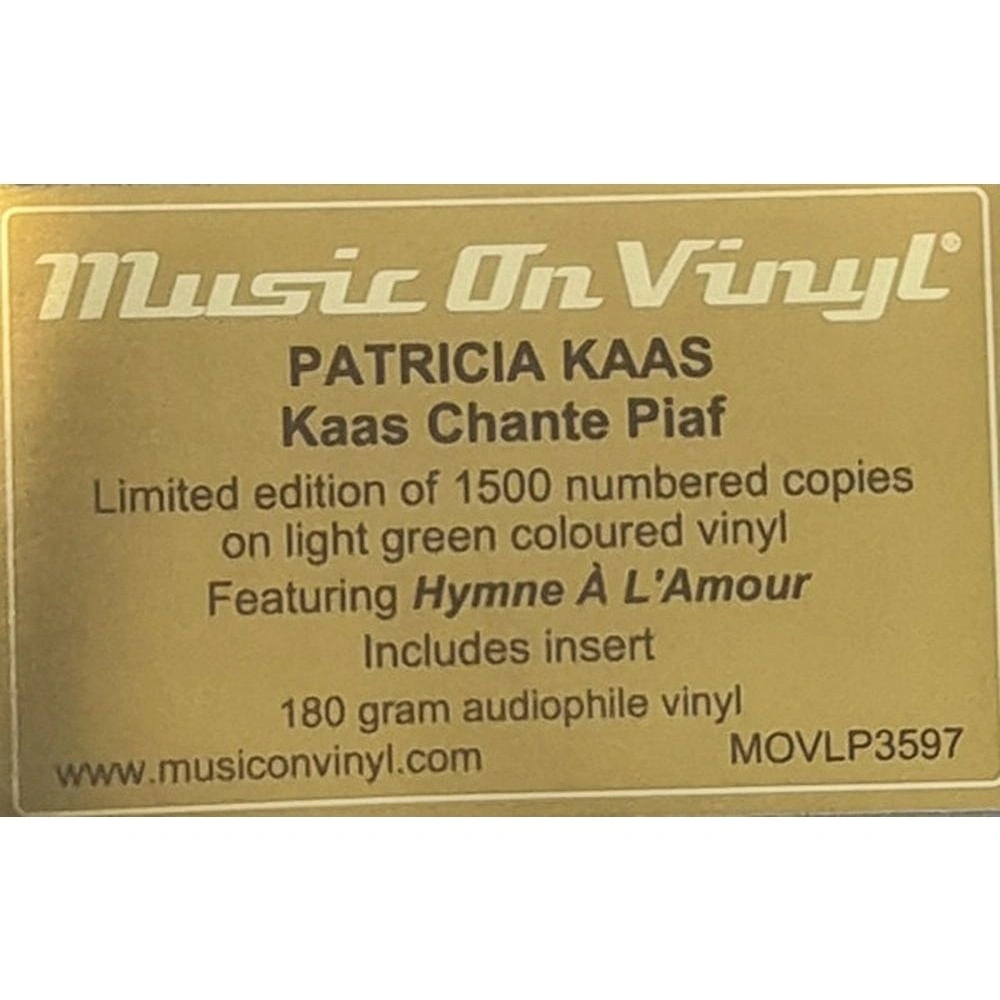 Music On Vinyl®
PATRICIA KAAS
Kaas Chante Piaf
Limited edition of 1500 numbered copies
on light green coloured vinyl
Featuring Hymne À L'Amour
Includes insert
180 gram audiophile vinyl
www.musiconvinyl.com MOVLP3597